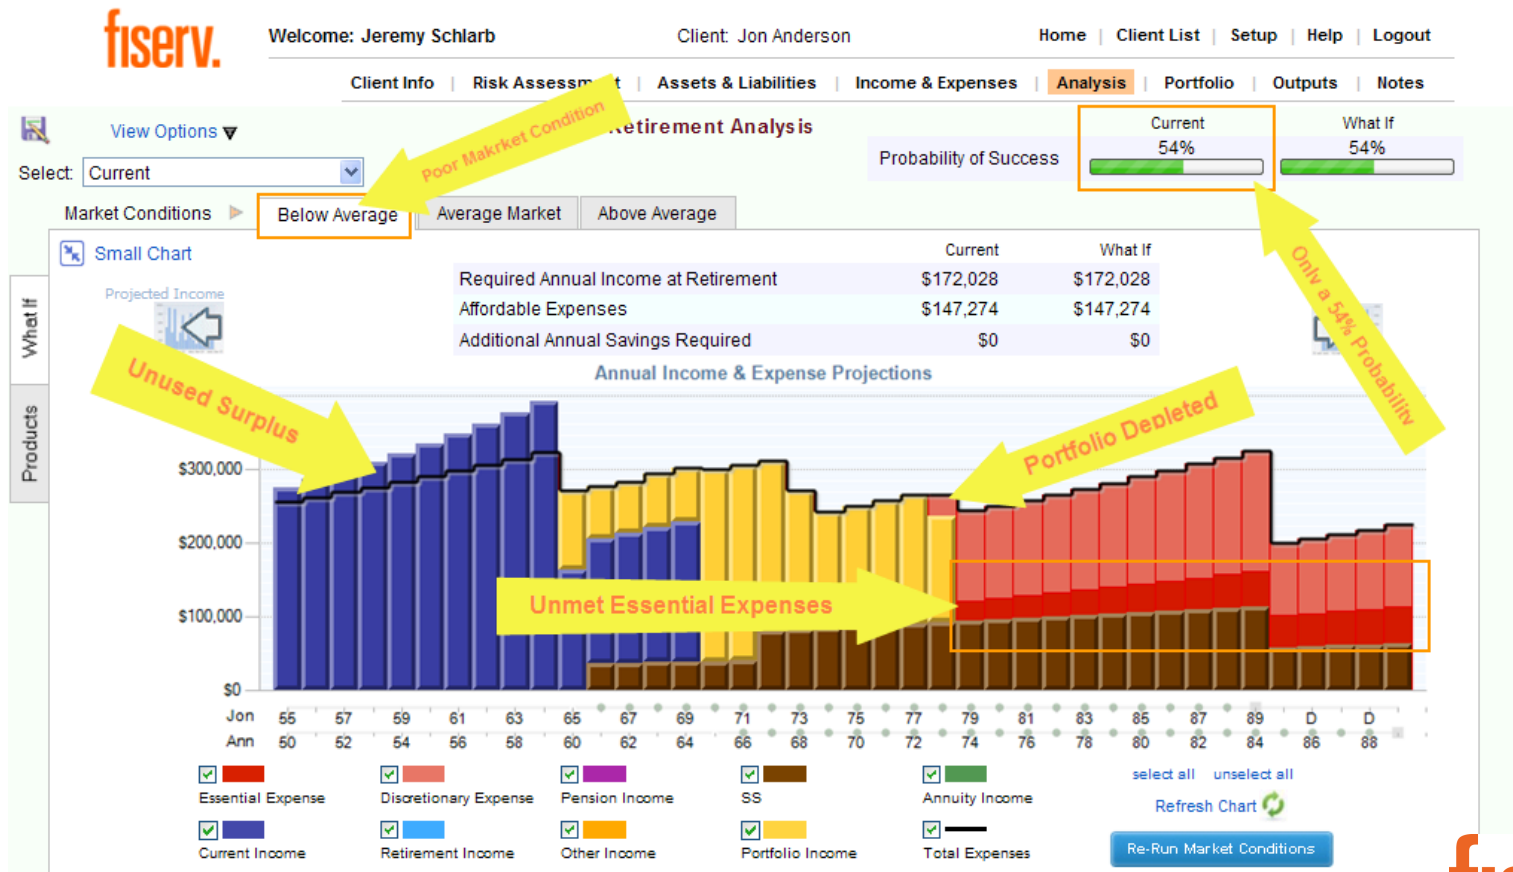 fiserv.
Welcome: Jeremy Schlarb
Client: Jon Anderson
Home | Client List | Setup | Help | Logout
Client Info | Risk Assessment | Assets & Liabilities | Income & Expenses | Analysis | Portfolio | Outputs | Notes
View Options
Retirement Analysis
Current What If
Probability of Success 54% 54%
Select: Current
Poor Makrket Condition
Market Conditions Below Average Average Market Above Average
Small Chart
Current What If
Required Annual Income at Retirement $172,028 $172,028
Affordable Expenses $147,274 $147,274
Additional Annual Savings Required $0 $0
Projected Income
Only a 54% Probability
What If
Products
Annual Income & Expense Projections
Unused Surplus
Portfolio Depleted
Unmet Essential Expenses
$300,000
$200,000
$100,000
$0
Jon 55 57 59 61 63 65 67 69 71 73 75 77 79 81 83 85 87 89 D D
Ann 50 52 54 56 58 60 62 64 66 68 70 72 74 76 78 80 82 84 86 88
Essential Expense Discretionary Expense Pension Income SS Annuity Income
select all unselect all
Refresh Chart
Current Income Retirement Income Other Income Portfolio Income Total Expenses
Re-Run Market Conditions